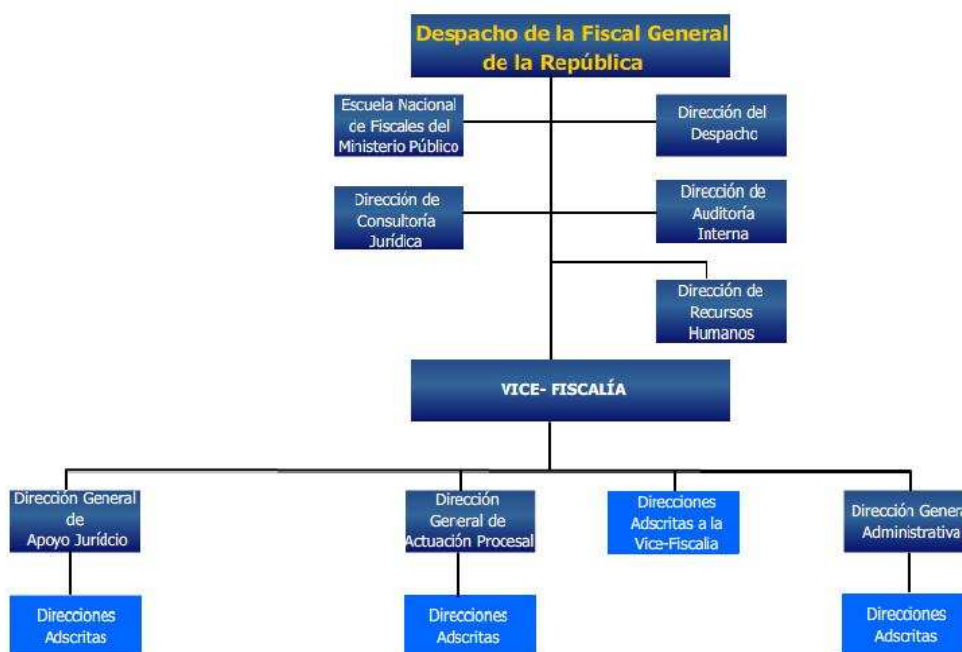 Despacho de la Fiscal General
de la República
Escuela Nacional
de Fiscales del
Ministerio Público
Dirección del
Despacho
Dirección de
Consultoría
Jurídica
Dirección de
Auditoría
Interna
Dirección de
Recursos
Humanos
VICE- FISCALÍA
Dirección General
de
Apoyo Jurídcio
Dirección
General de
Actuación Procesal
Direcciones
Adscritas a la
Vice-Fiscalia
Dirección General
Administrativa
Direcciones
Adscritas
Direcciones
Adscritas
Direcciones
Adscritas